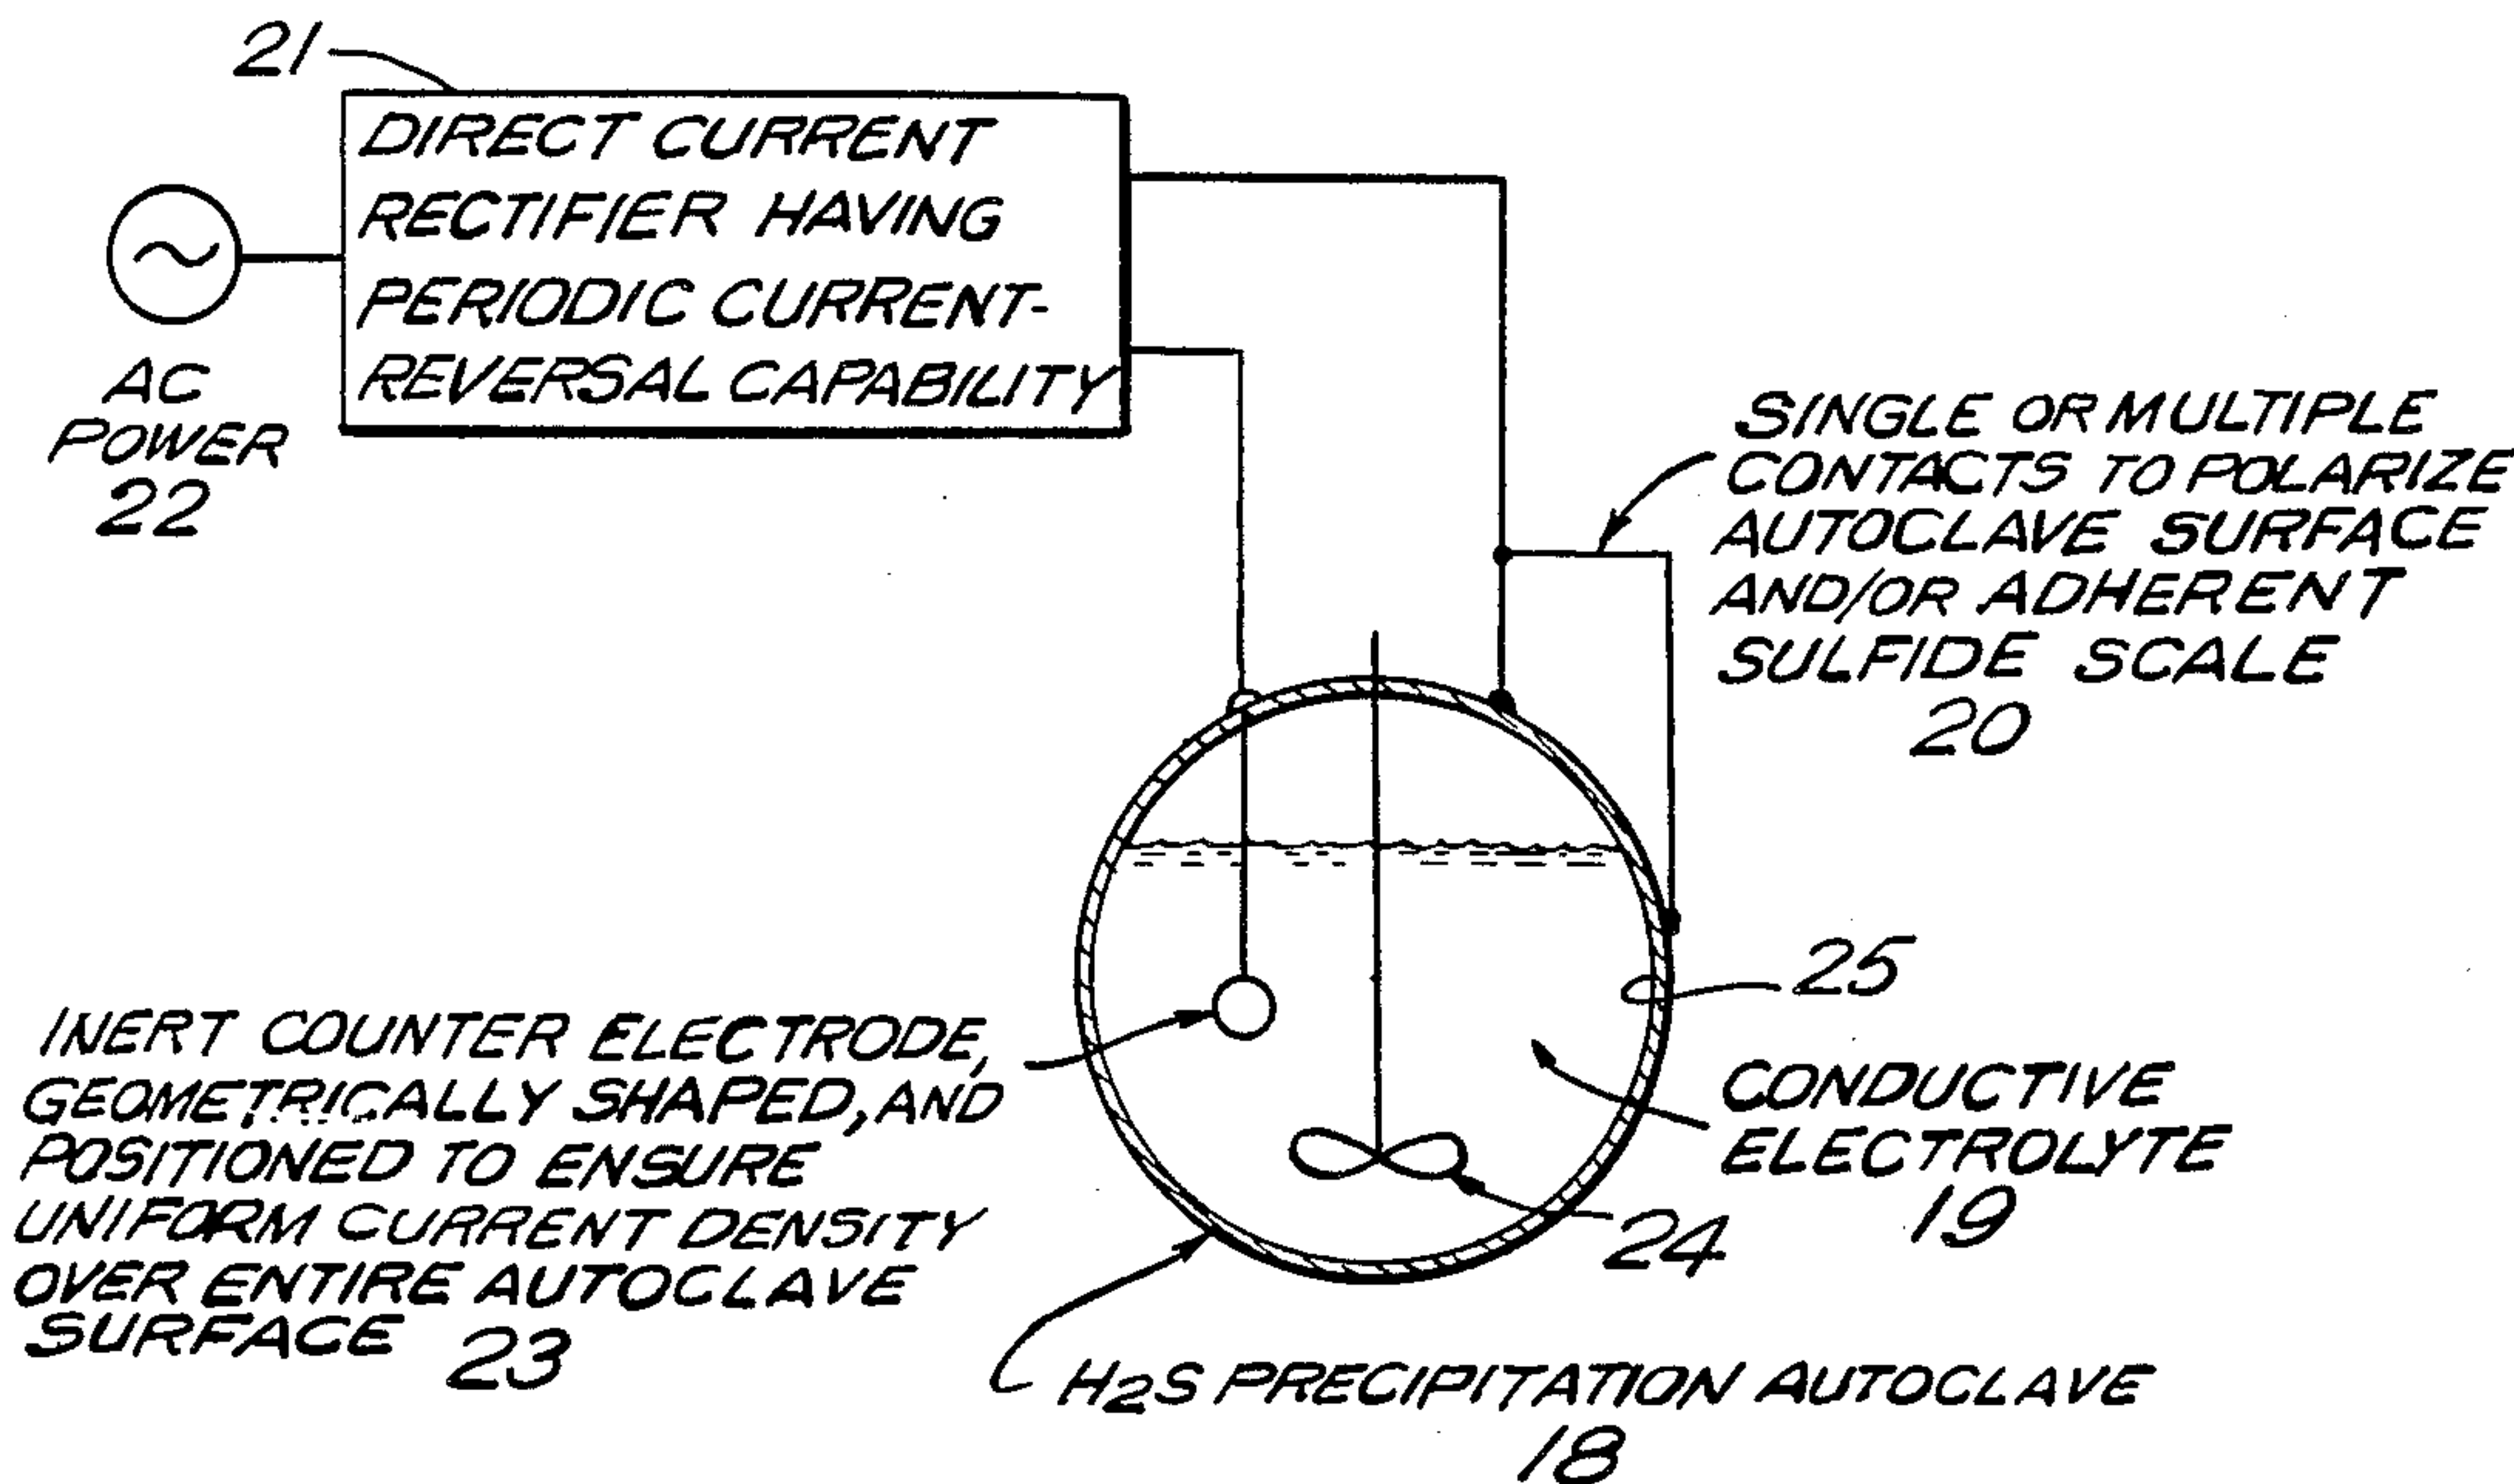 21
DIRECT CURRENT
RECTIFIER HAVING
PERIODIC CURRENT-
REVERSAL CAPABILITY
AC
POWER
22
SINGLE OR MULTIPLE
CONTACTS TO POLARIZE
AUTOCLAVE SURFACE
AND/OR ADHERENT
SULFIDE SCALE
20
25
INERT COUNTER ELECTRODE,
GEOMETRICALLY SHAPED, AND
POSITIONED TO ENSURE
UNIFORM CURRENT DENSITY
OVER ENTIRE AUTOCLAVE
SURFACE 23
CONDUCTIVE
ELECTROLYTE
19
24
H2S PRECIPITATION AUTOCLAVE
18